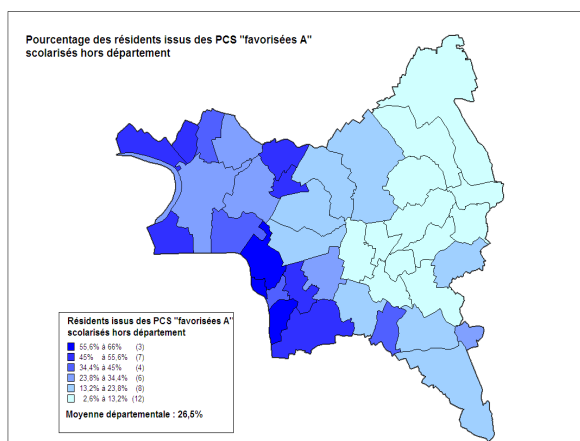 Pourcentage des résidents issus des PCS "favorisées A"
scolarisés hors département
Résidents issus des PCS "favorisées A"
scolarisés hors département
55,6% à 66% (3)
45% à 55,6% (7)
34,4% à 45% (4)
23,8% à 34,4% (6)
13,2% à 23,8% (8)
2,6% à 13,2% (12)
Moyenne départementale : 26,5%